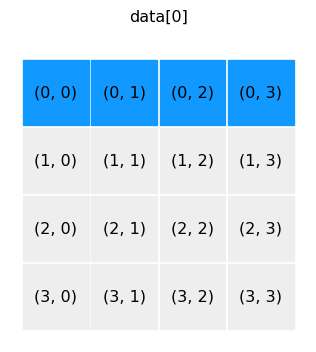 data[0]
(0, 0) (0, 1) (0, 2) (0, 3)
(1, 0) (1, 1) (1, 2) (1, 3)
(2, 0) (2, 1) (2, 2) (2, 3)
(3, 0) (3, 1) (3, 2) (3, 3)